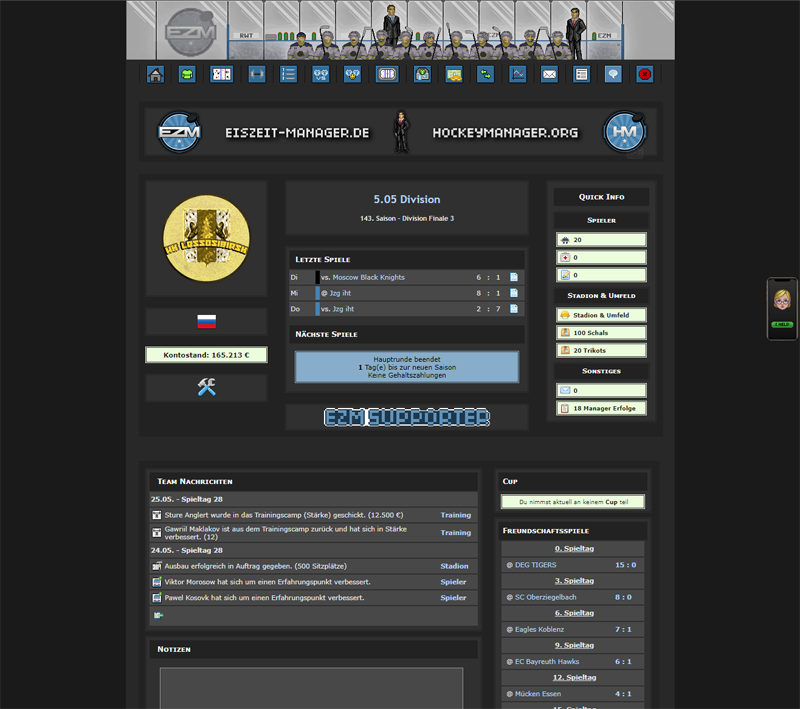 EZM
RWT
EZM
EZM
EZM
EISZEIT-MANAGER.DE
HOCKEYMANAGER.ORG
HM
HK LOSSOSIBIRSK
Kontostand: 165.213 €
5.05 Division
143. Saison - Division Finale 3
Letzte Spiele
Di vs. Moscow Black Knights 6 : 1
Mi @ Jzg iht 8 : 1
Do vs. Jzg iht 2 : 7
Nächste Spiele
Hauptrunde beendet
1 Tag(e) bis zur neuen Saison
Keine Gehaltszahlungen
EZM SUPPORTER
Quick Info
Spieler
20
0
0
Stadion & Umfeld
Stadion & Umfeld
100 Schals
20 Trikots
Sonstiges
0
18 Manager Erfolge
1 HELD
Team Nachrichten
25.05. - Spieltag 28
Sture Anglert wurde in das Trainingscamp (Stärke) geschickt. (12.500 €) Training
Gawriil Maklakov ist aus dem Trainingscamp zurück und hat sich in Stärke
verbessert. (12) Training
24.05. - Spieltag 28
Ausbau erfolgreich in Auftrag gegeben. (500 Sitzplätze) Stadion
Viktor Morosow hat sich um einen Erfahrungspunkt verbessert. Spieler
Pawel Kosovk hat sich um einen Erfahrungspunkt verbessert. Spieler
Notizen
Cup
Du nimmst aktuell an keinem Cup teil
Freundschaftsspiele
0. Spieltag
@ DEG TIGERS 15 : 0
3. Spieltag
@ SC Oberziegelbach 8 : 0
6. Spieltag
@ Eagles Koblenz 7 : 1
9. Spieltag
@ EC Bayreuth Hawks 6 : 1
12. Spieltag
@ Mücken Essen 4 : 1
15. Spieltag